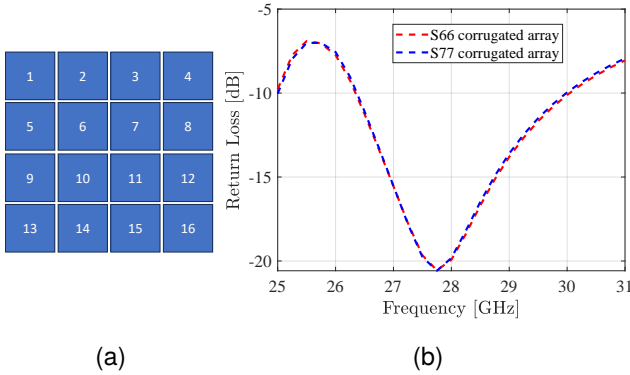 1 2 3 4
5 6 7 8
9 10 11 12
13 14 15 16
(a)
-5
-10
-15
-20
Return Loss [dB]
S66 corrugated array
S77 corrugated array
25 26 27 28 29 30 31
Frequency [GHz]
(b)